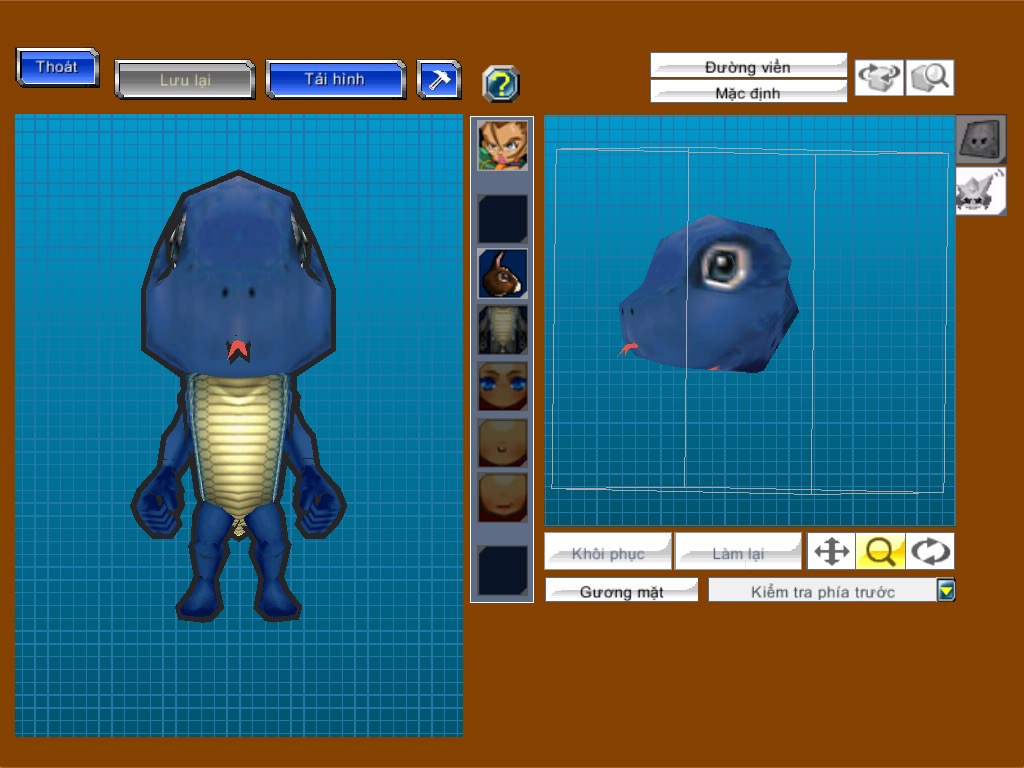 Thoát
Lưu lại
Tải hình
?
Đường viền
Mặc định
Khôi phục
Làm lại
Gương mặt
Kiểm tra phía trước